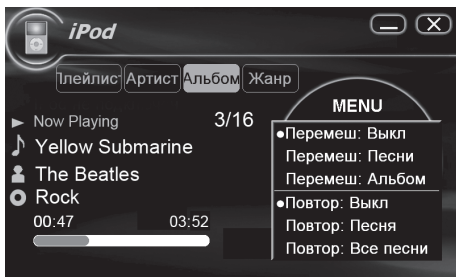 iPod
Плейлист Артист Альбом Жанр
Now Playing 3/16
Yellow Submarine
The Beatles
Rock
00:47 03:52
MENU
Перемеш: Выкл
Перемеш: Песни
Перемеш: Альбом
Повтор: Выкл
Повтор: Песня
Повтор: Все песни